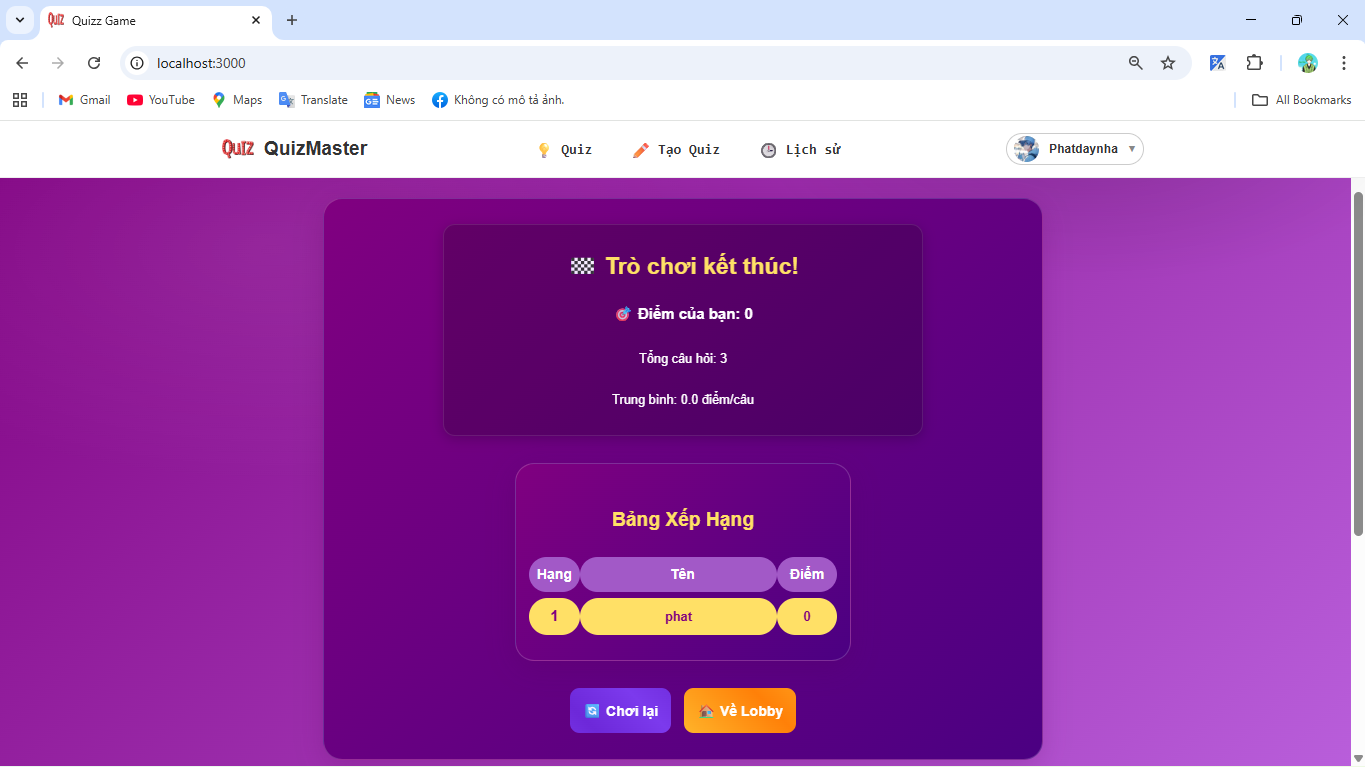 QUIZ Quizz Game
localhost:3000
Gmail YouTube Maps Translate News Không có mô tả ảnh. All Bookmarks
QUIZ QuizMaster Quiz Tạo Quiz Lịch sử Phatdaynha
Trò chơi kết thúc!
Điểm của bạn: 0
Tổng câu hỏi: 3
Trung bình: 0.0 điểm/câu
Bảng Xếp Hạng
Hạng Tên Điểm
1 phat 0
Chơi lại Về Lobby